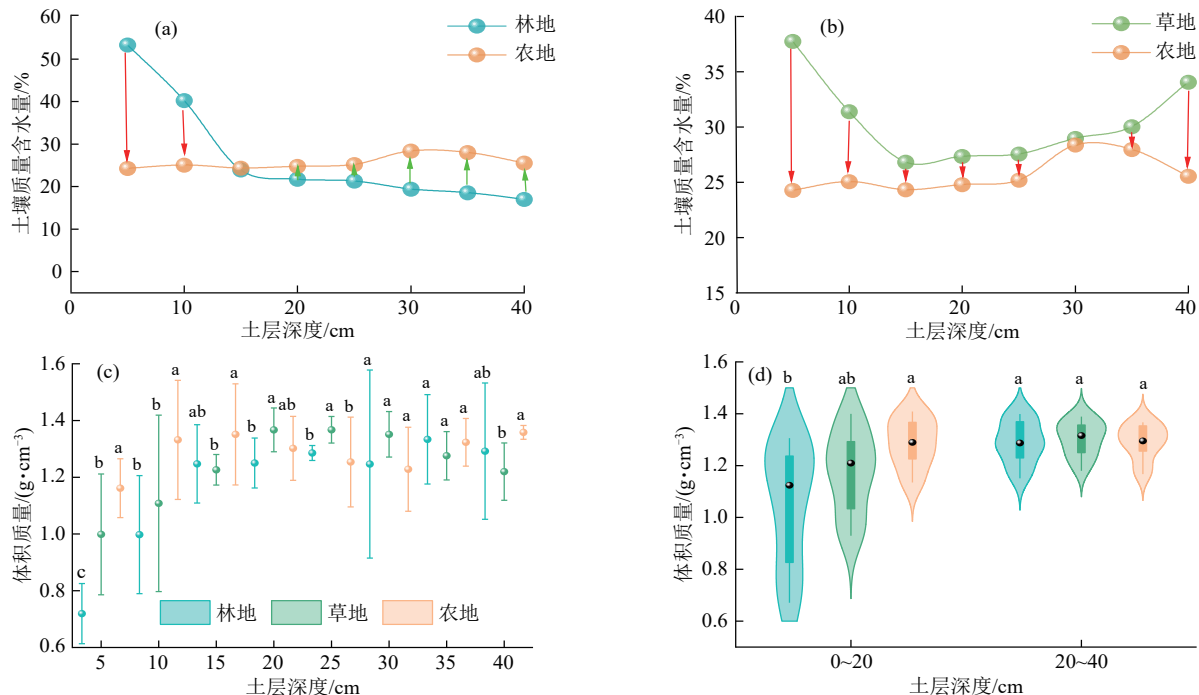 (a)
林地
农地
土壤质量含水量/%
60
50
40
30
20
10
0
0 10 20 30 40
土层深度/cm
(b)
草地
农地
土壤质量含水量/%
40
35
30
25
20
15
0 10 20 30 40
土层深度/cm
(c)
体积质量/(g·cm⁻³)
1.6
1.4
1.2
1.0
0.8
0.6
c b a b b a ab b a b a ab b a b a a a a a a ab b a
林地 草地 农地
5 10 15 20 25 30 35 40
土层深度/cm
(d)
体积质量/(g·cm⁻³)
1.6
1.4
1.2
1.0
0.8
0.6
b ab a a a a
0~20 20~40
土层深度/cm